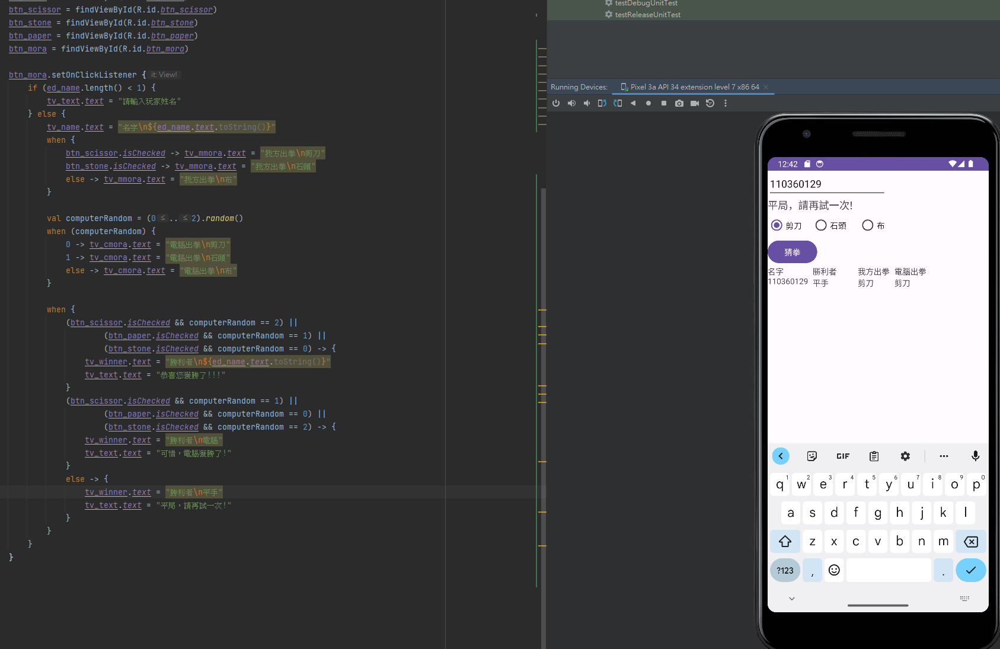 btn_scissor = findViewById(R.id.btn_scissor)
btn_stone = findViewById(R.id.btn_stone)
btn_paper = findViewById(R.id.btn_paper)
btn_mora = findViewById(R.id.btn_mora)
btn_mora.setOnClickListener { it: View!
if (ed_name.length() < 1) {
tv_text.text = "請輸入玩家姓名"
} else {
tv_name.text = "名字\n${ed_name.text.toString()}"
when {
btn_scissor.isChecked -> tv_mmora.text = "我方出拳\n剪刀"
btn_stone.isChecked -> tv_mmora.text = "我方出拳\n石頭"
else -> tv_mmora.text = "我方出拳\n布"
}
val computerRandom = (0 ≤ .. ≤ 2).random()
when (computerRandom) {
0 -> tv_cmora.text = "電腦出拳\n剪刀"
1 -> tv_cmora.text = "電腦出拳\n石頭"
else -> tv_cmora.text = "電腦出拳\n布"
}
when {
(btn_scissor.isChecked && computerRandom == 2) ||
(btn_paper.isChecked && computerRandom == 1) ||
(btn_stone.isChecked && computerRandom == 0) -> {
tv_winner.text = "勝利者\n${ed_name.text.toString()}"
tv_text.text = "恭喜您獲勝了!!!"
}
(btn_scissor.isChecked && computerRandom == 1) ||
(btn_paper.isChecked && computerRandom == 0) ||
(btn_stone.isChecked && computerRandom == 2) -> {
tv_winner.text = "勝利者\n電腦"
tv_text.text = "可惜，電腦獲勝了!"
}
else -> {
tv_winner.text = "勝利者\n平手"
tv_text.text = "平局，請再試一次!"
}
}
}
}
testDebugUnitTest
testReleaseUnitTest
Running Devices: Pixel 3a API 34 extension level 7 x86 64
12:42
110360129
平局，請再試一次!
剪刀 石頭 布
猜拳
名字 勝利者 我方出拳 電腦出拳
110360129 平手 剪刀 剪刀
GIF
q1 w2 e3 r4 t5 y6 u7 i8 o9 p0
a s d f g h j k l
z x c v b n m
?123 , .